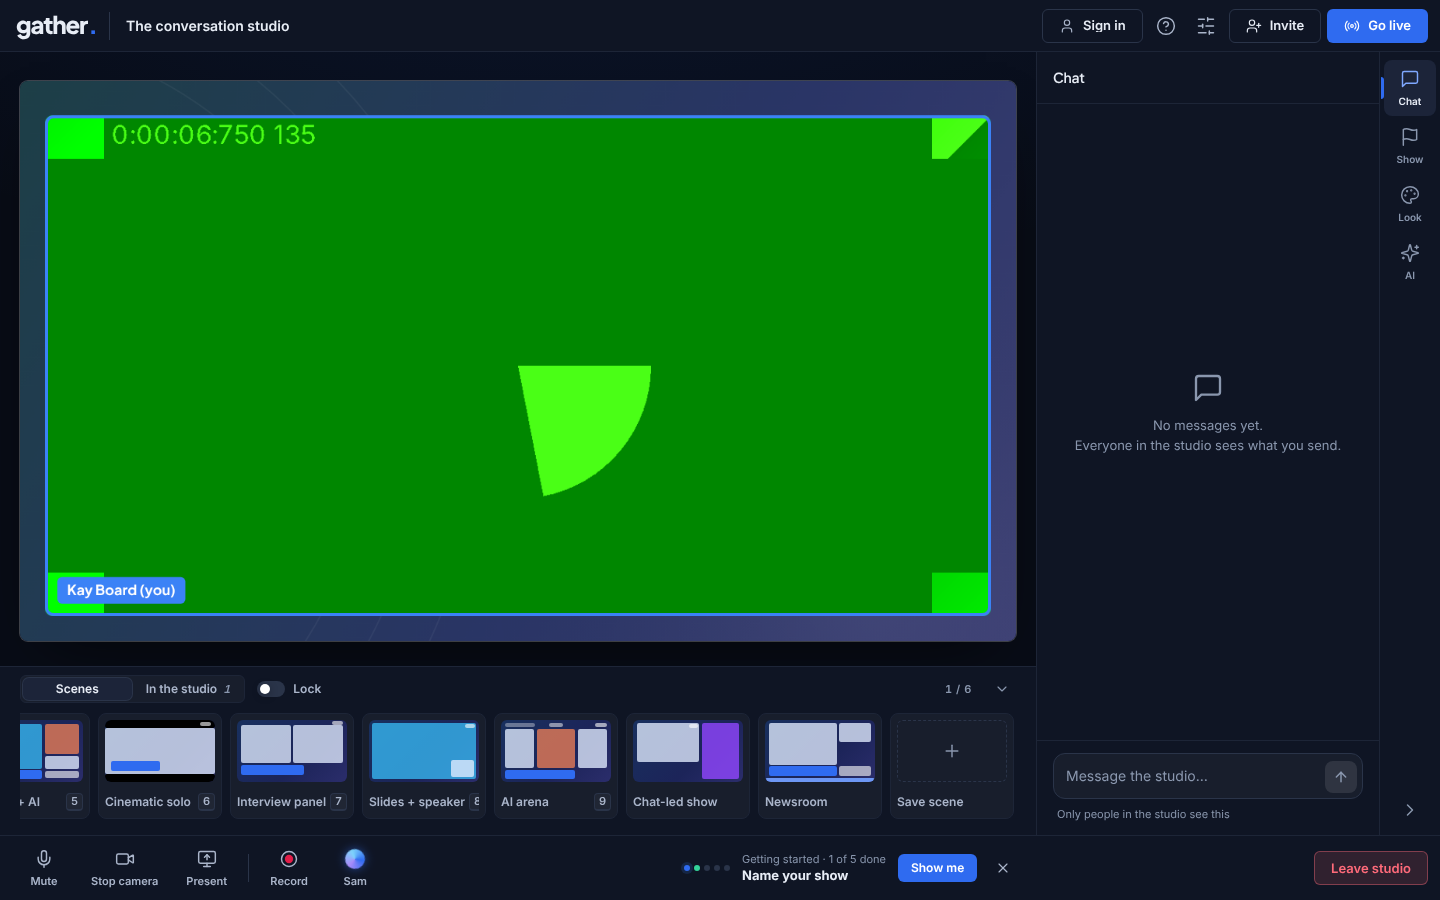 gather.
The conversation studio
Sign in
Invite
Go live
0:00:06:750 135
Kay Board (you)
Chat
No messages yet.
Everyone in the studio sees what you send.
Message the studio...
Only people in the studio see this
Chat
Show
Look
AI
Scenes
In the studio 1
Lock
1 / 6
+ AI 5
Cinematic solo 6
Interview panel 7
Slides + speaker 8
AI arena 9
Chat-led show
Newsroom
Save scene
Mute
Stop camera
Present
Record
Sam
Getting started · 1 of 5 done
Name your show
Show me
Leave studio